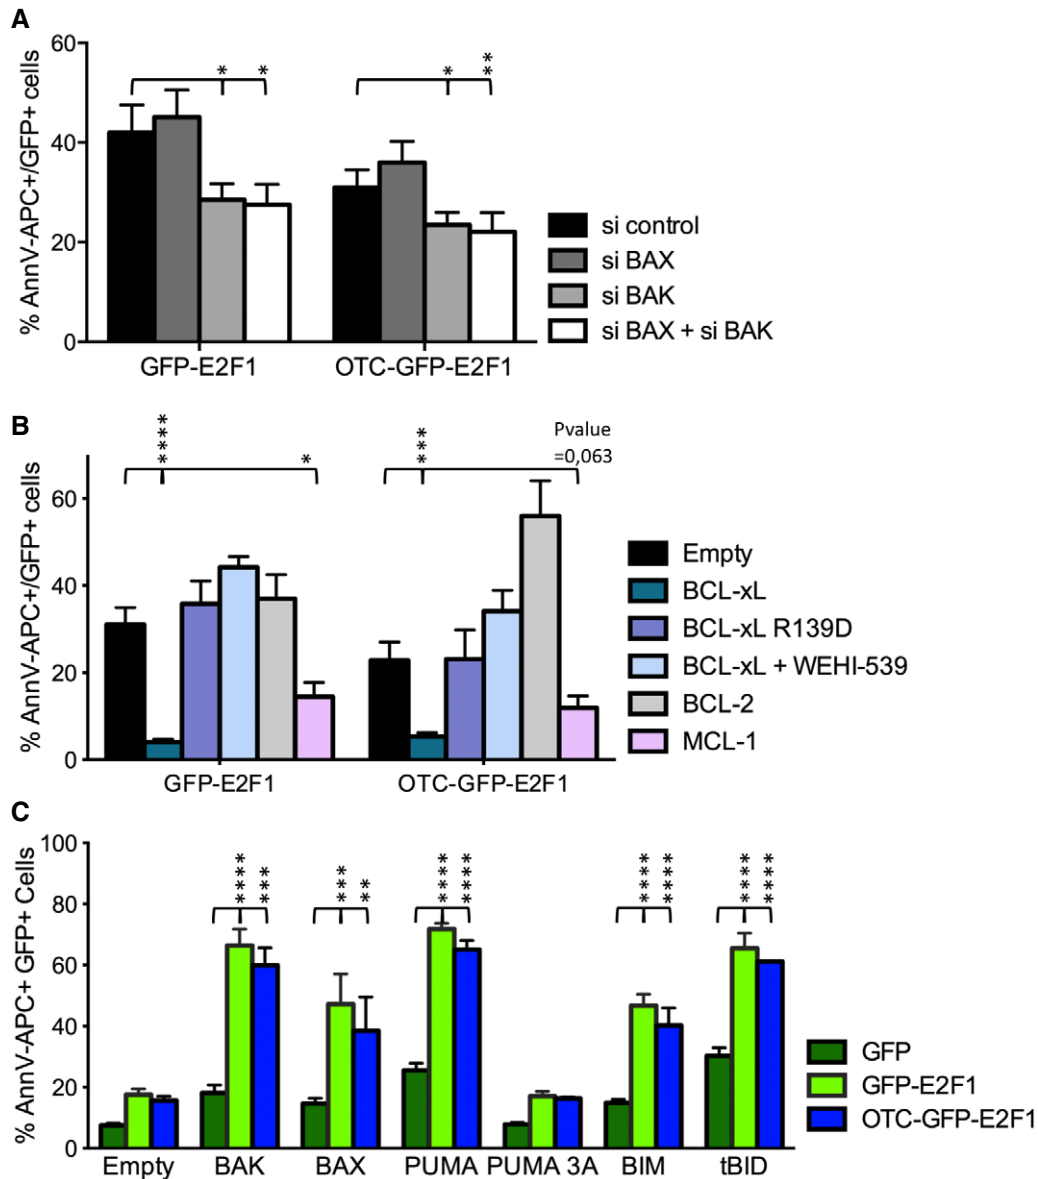 A
% AnnV-APC+/GFP+ cells
60
40
20
0
* *
* **
GFP-E2F1 OTC-GFP-E2F1
si control
si BAX
si BAK
si BAX + si BAK
B
% AnnV-APC+/GFP+ cells
60
40
20
0
**** *
*** Pvalue
=0,063
GFP-E2F1 OTC-GFP-E2F1
Empty
BCL-xL
BCL-xL R139D
BCL-xL + WEHI-539
BCL-2
MCL-1
C
% AnnV-APC+ GFP+ Cells
100
80
60
40
20
0
**** ***
*** **
**** ****
**** ****
**** ****
Empty BAK BAX PUMA PUMA 3A BIM tBID
GFP
GFP-E2F1
OTC-GFP-E2F1